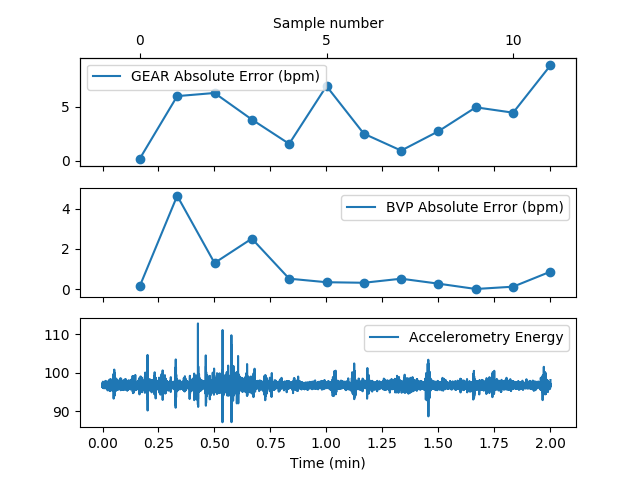 Sample number
0 5 10
GEAR Absolute Error (bpm)
5
0
BVP Absolute Error (bpm)
4
2
0
Accelerometry Energy
110
100
90
0.00 0.25 0.50 0.75 1.00 1.25 1.50 1.75 2.00
Time (min)